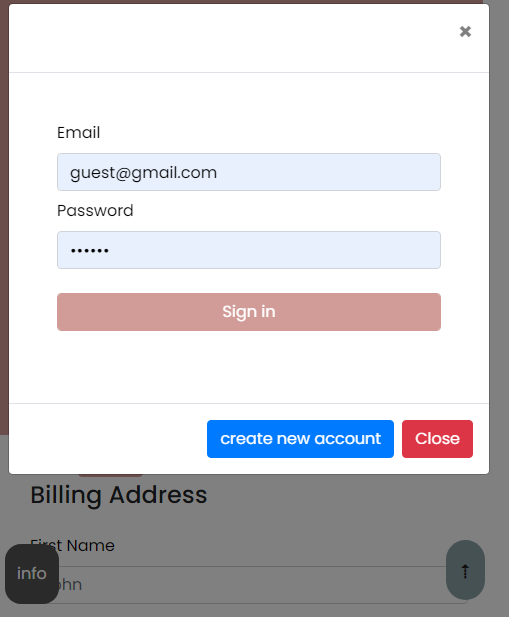 ×
Email
guest@gmail.com
Password
••••••
Sign in
create new account Close
Billing Address
First Name
info